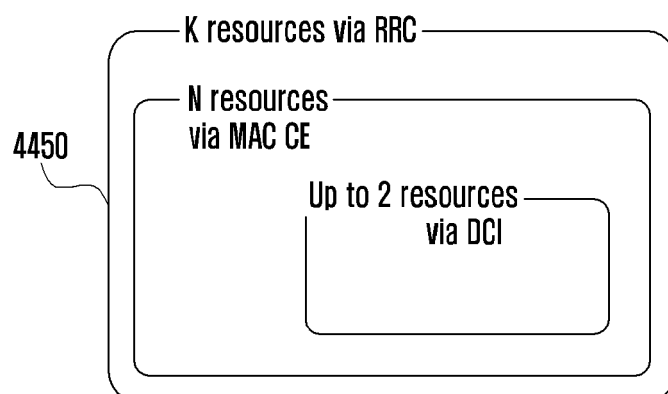 K resources via RRC
N resources
via MAC CE
4450
Up to 2 resources
via DCI